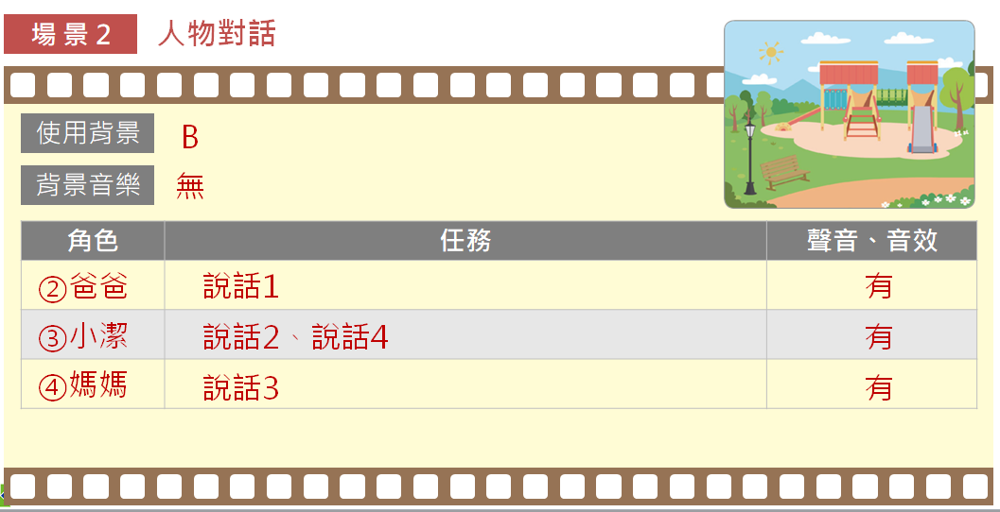 場景2 人物對話
使用背景 B
背景音樂 無
角色 任務 聲音、音效
②爸爸 說話1 有
③小潔 說話2、說話4 有
④媽媽 說話3 有